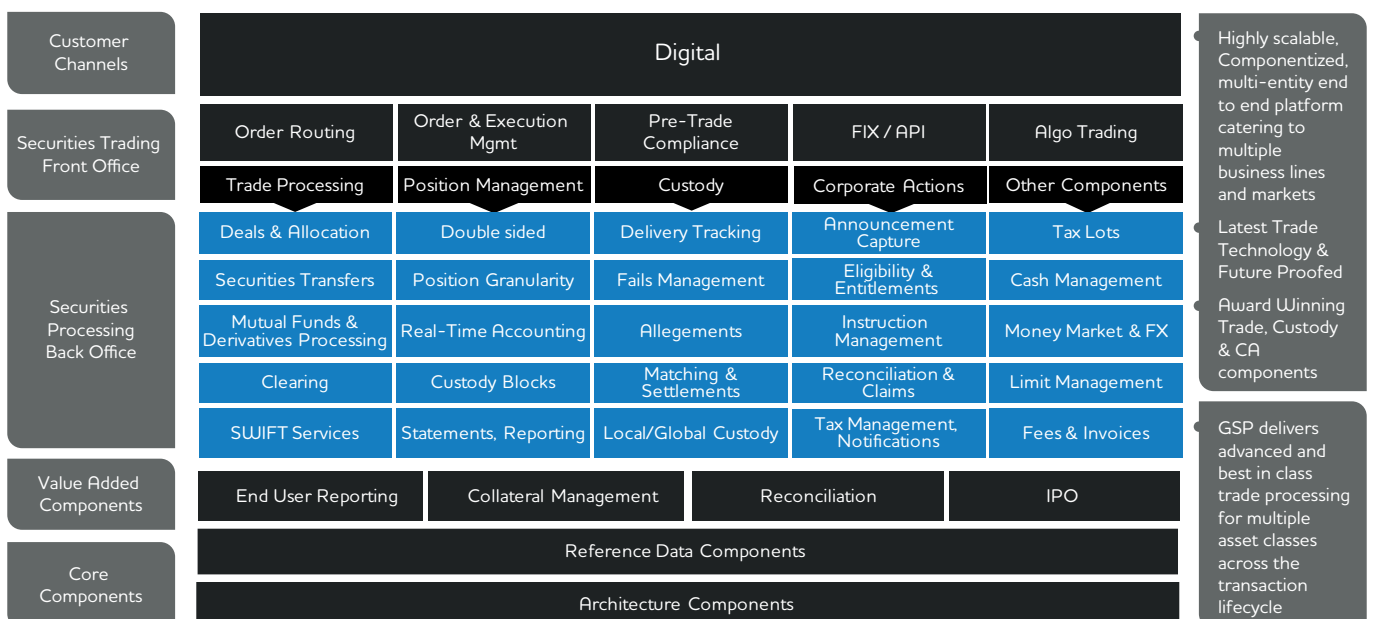 Customer
Channels
Digital
Securities Trading
Front Office
Order Routing
Order & Execution
Mgmt
Pre-Trade
Compliance
FIX / API
Algo Trading
Trade Processing
Position Management
Custody
Corporate Actions
Other Components
Securities
Processing
Back Office
Deals & Allocation
Double sided
Delivery Tracking
Announcement
Capture
Tax Lots
Securities Transfers
Position Granularity
Fails Management
Eligibility &
Entitlements
Cash Management
Mutual Funds &
Derivatives Processing
Real-Time Accounting
Allegements
Instruction
Management
Money Market & FX
Clearing
Custody Blocks
Matching &
Settlements
Reconciliation &
Claims
Limit Management
SWIFT Services
Statements, Reporting
Local/Global Custody
Tax Management,
Notifications
Fees & Invoices
Value Added
Components
End User Reporting
Collateral Management
Reconciliation
IPO
Core
Components
Reference Data Components
Architecture Components
Highly scalable,
Componentized,
multi-entity end
to end platform
catering to
multiple
business lines
and markets
Latest Trade
Technology &
Future Proofed
Award Winning
Trade, Custody
& CA
components
GSP delivers
advanced and
best in class
trade processing
for multiple
asset classes
across the
transaction
lifecycle